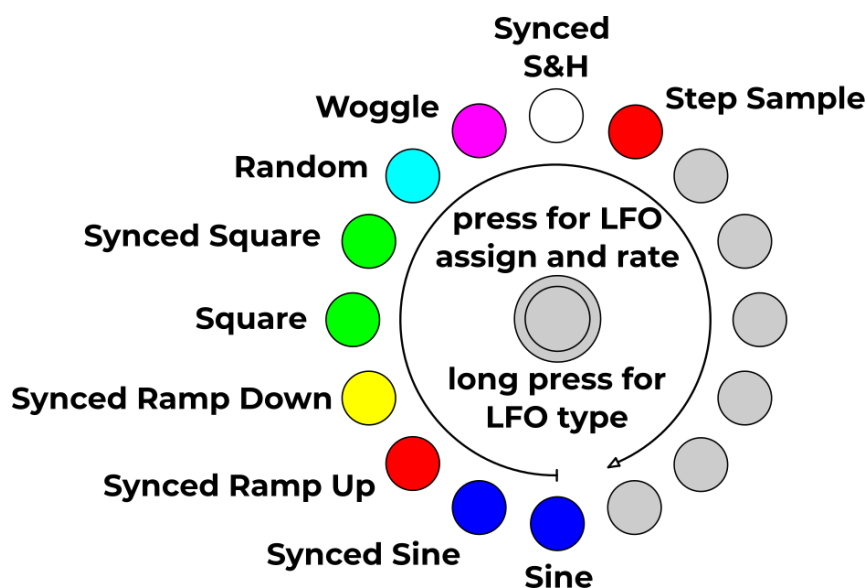 Synced
S&H
Woggle
Step Sample
Random
Synced Square
press for LFO
assign and rate
Square
long press for
LFO type
Synced Ramp Down
Synced Ramp Up
Synced Sine
Sine